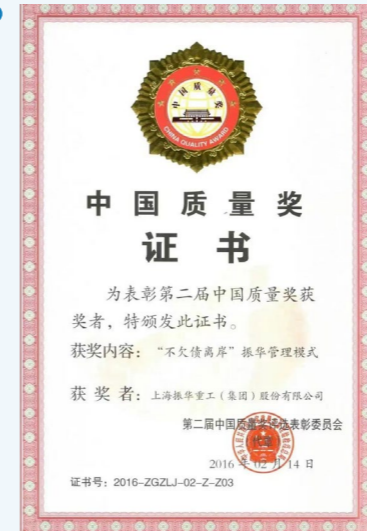 中国质量奖
CHINA QUALITY AWARD
中国质量奖
证书
为表彰第二届中国质量奖获
奖者，特颁发此证书。
获奖内容：“不欠债离岸”振华管理模式
获奖者：上海振华重工（集团）股份有限公司
第二届中国质量奖评选表彰委员会
（代章）
2016年02月14日
证书号：2016-ZGZLJ-02-Z-Z03